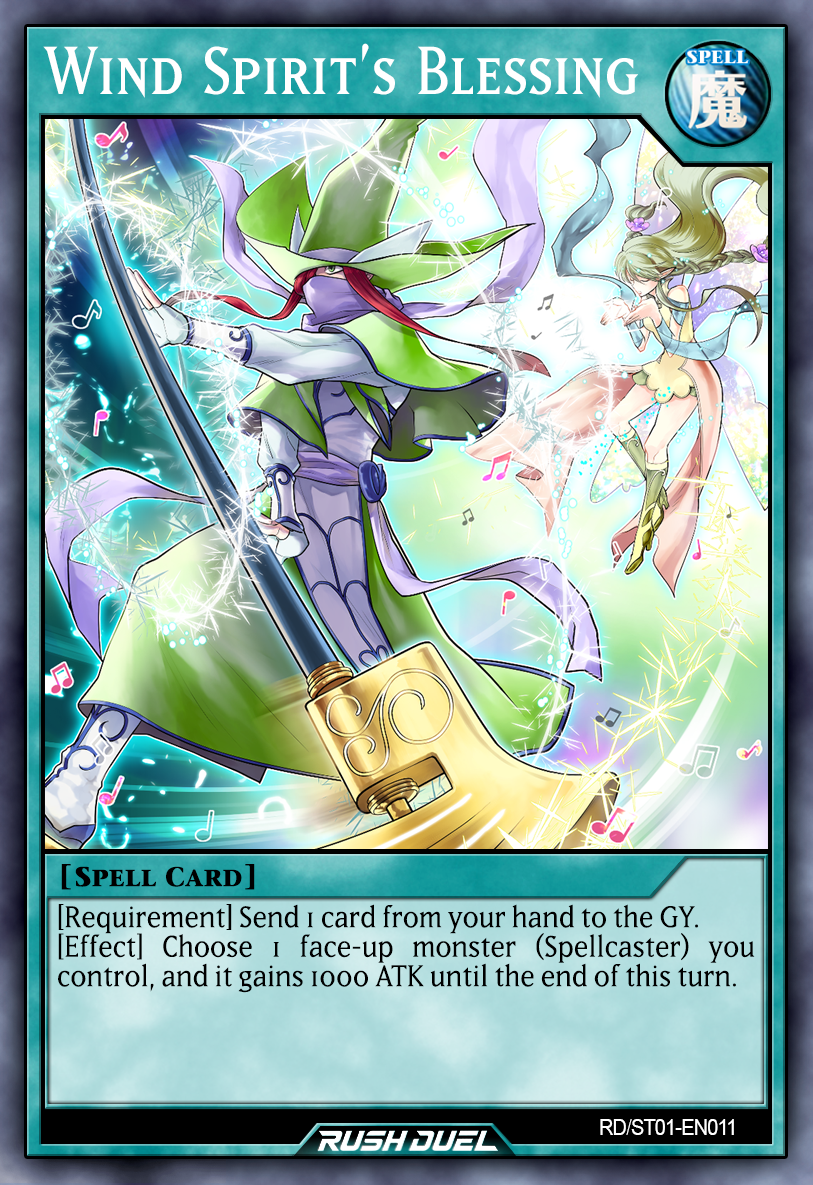 Wind Spirit's Blessing
SPELL
魔
[Spell Card]
[Requirement] Send 1 card from your hand to the GY.
[Effect] Choose 1 face-up monster (Spellcaster) you
control, and it gains 1000 ATK until the end of this turn.
RD/ST01-EN011
RUSH DUEL